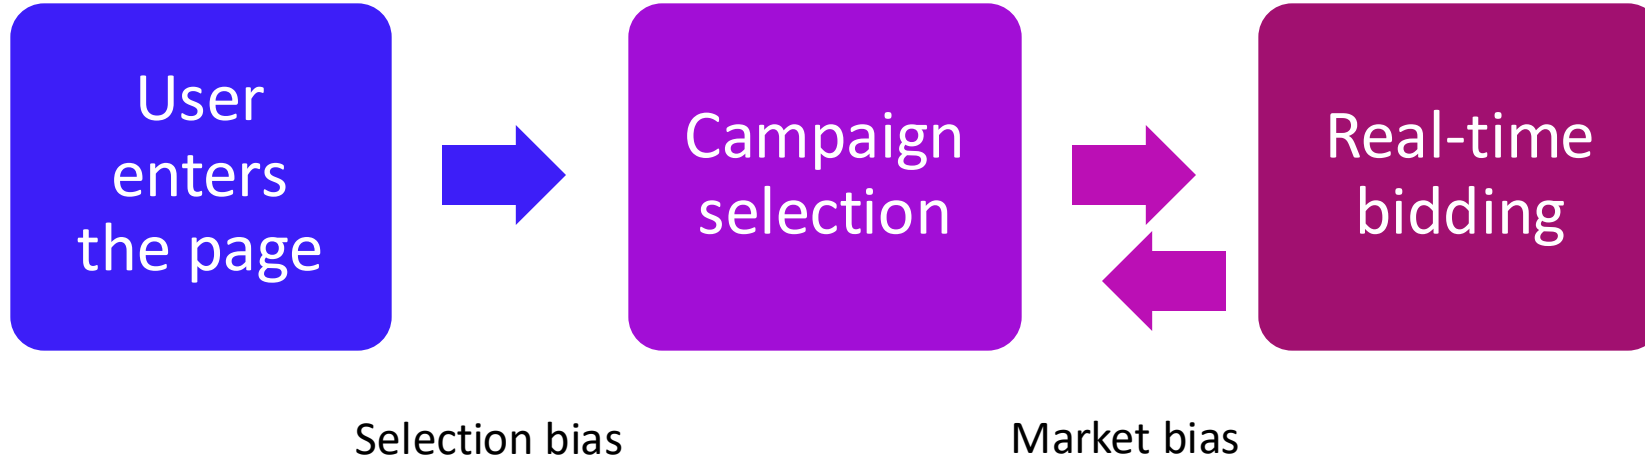 User
enters
the page
Campaign
selection
Real-time
bidding
Selection bias
Market bias